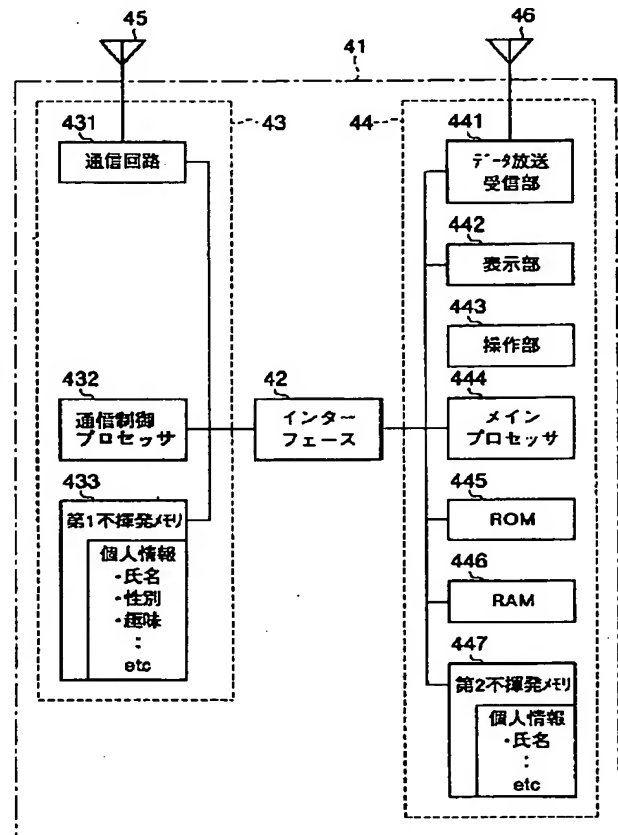 45
46
41
43
44
431
通信回路
432
通信制御
プロセッサ
433
第1不揮発メモリ
個人情報
・氏名
・性別
・趣味
:
etc
42
インター
フェース
441
データ放送
受信部
442
表示部
443
操作部
444
メイン
プロセッサ
445
ROM
446
RAM
447
第2不揮発メモリ
個人情報
・氏名
:
etc